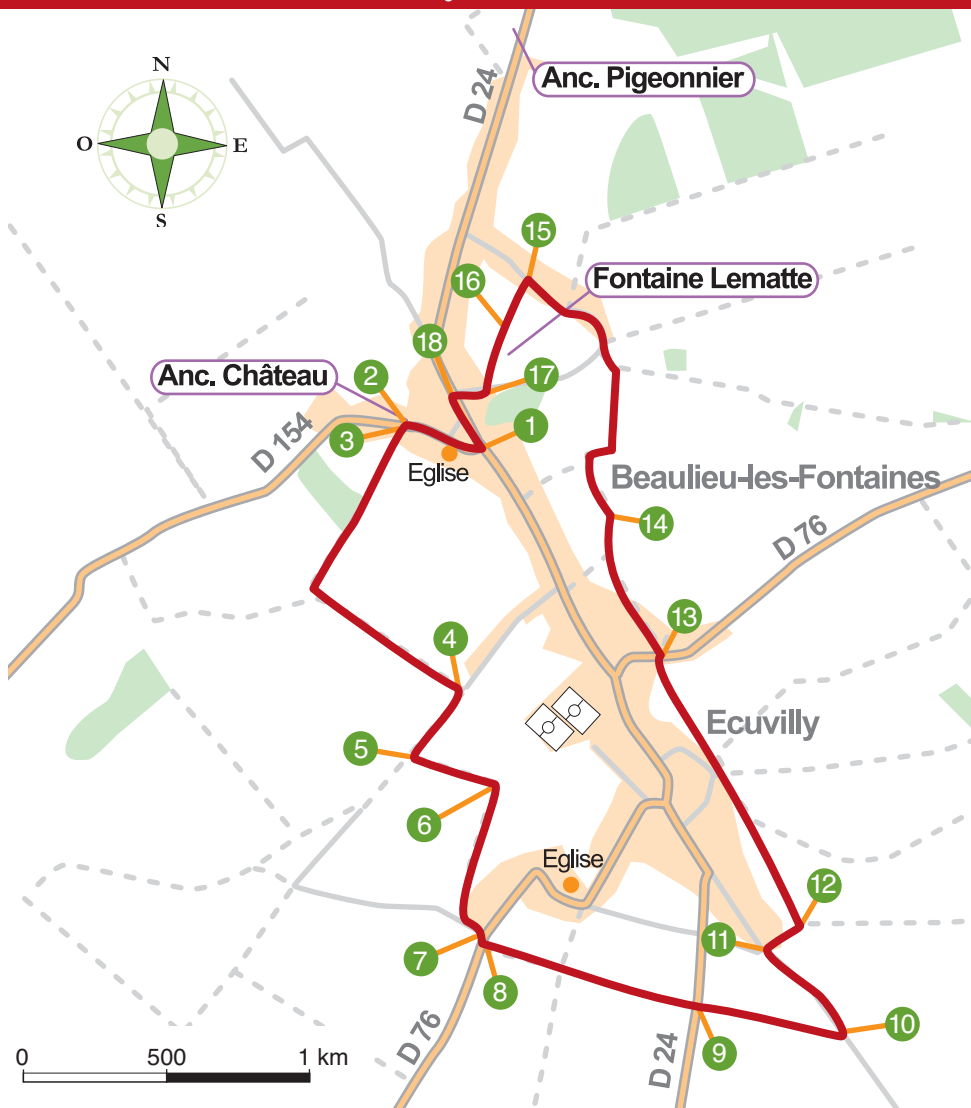 N
Anc. Pigeonnier
D 24
O
E
S
15
16
Fontaine Lematte
18
Anc. Château
2
17
3
1
D 154
Eglise
Beaulieu-les-Fontaines
14
D 76
13
4
Ecuvilly
5
6
Eglise
12
11
7
8
10
9
D 76
D 24
0
500
1 km